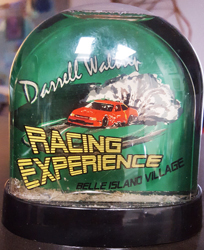 Darrell Waltrip
RACING
EXPERIENCE
BELLE ISLAND VILLAGE